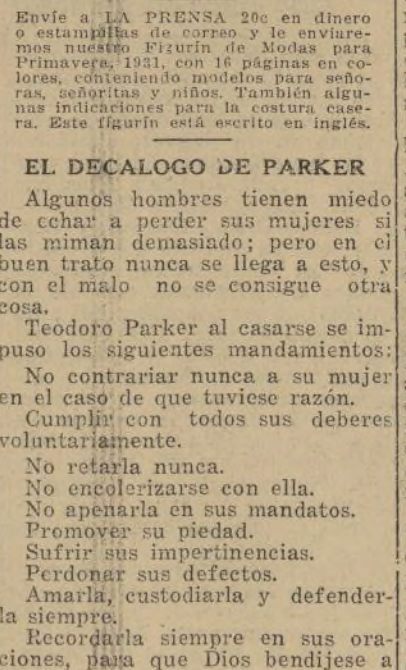 Envíe a LA PRENSA 20c en dinero
o estampillas de correo y le enviare-
mos nuestro Figurín de Modas para
Primavera, 1931, con 16 páginas en co-
lores, conteniendo modelos para seño-
ras, señoritas y niños. También algu-
nas indicaciones para la costura case-
ra. Este figurín está escrito en inglés.
EL DECALOGO DE PARKER
Algunos hombres tienen miedo
de echar a perder sus mujeres si
las miman demasiado; pero en el
buen trato nunca se llega a esto, y
con el malo no se consigue otra
cosa.
Teodoro Parker al casarse se im-
puso los siguientes mandamientos:
No contrariar nunca a su mujer
en el caso de que tuviese razón.
Cumplir con todos sus deberes
voluntariamente.
No retarla nunca.
No encolerizarse con ella.
No apenarla en sus mandatos.
Promover su piedad.
Sufrir sus impertinencias.
Perdonar sus defectos.
Amarla, custodiarla y defender-
la siempre.
Recordarla siempre en sus ora-
ciones, para que Dios bendijese a